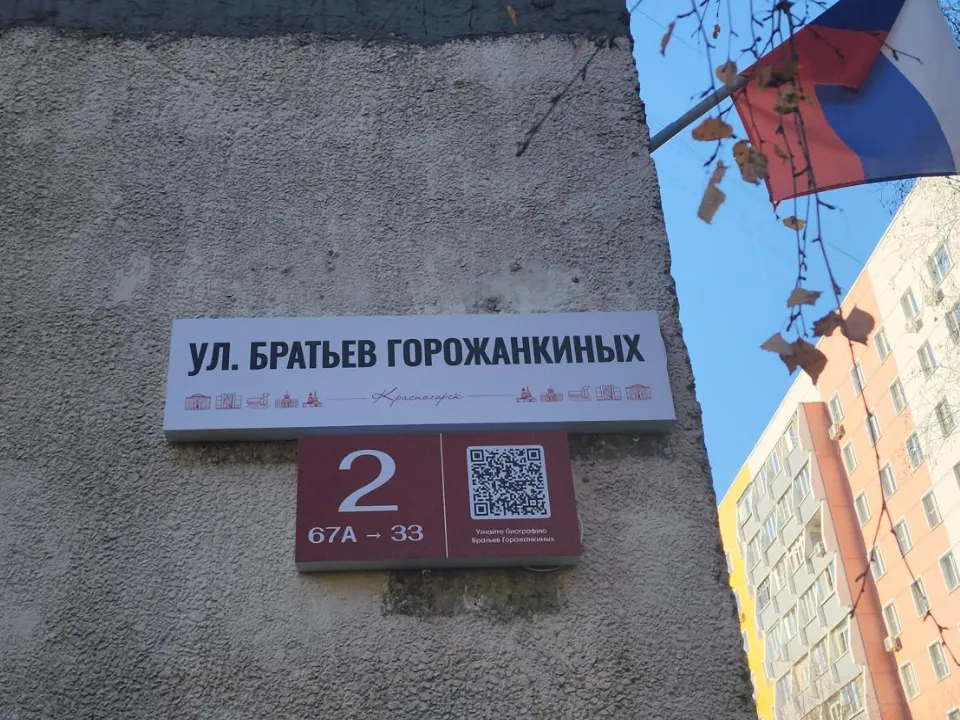 УЛ. БРАТЬЕВ ГОРОЖАНКИНЫХ
Красногорск
2
67А → 33
Узнайте биографию
Братьев Горожанкиных